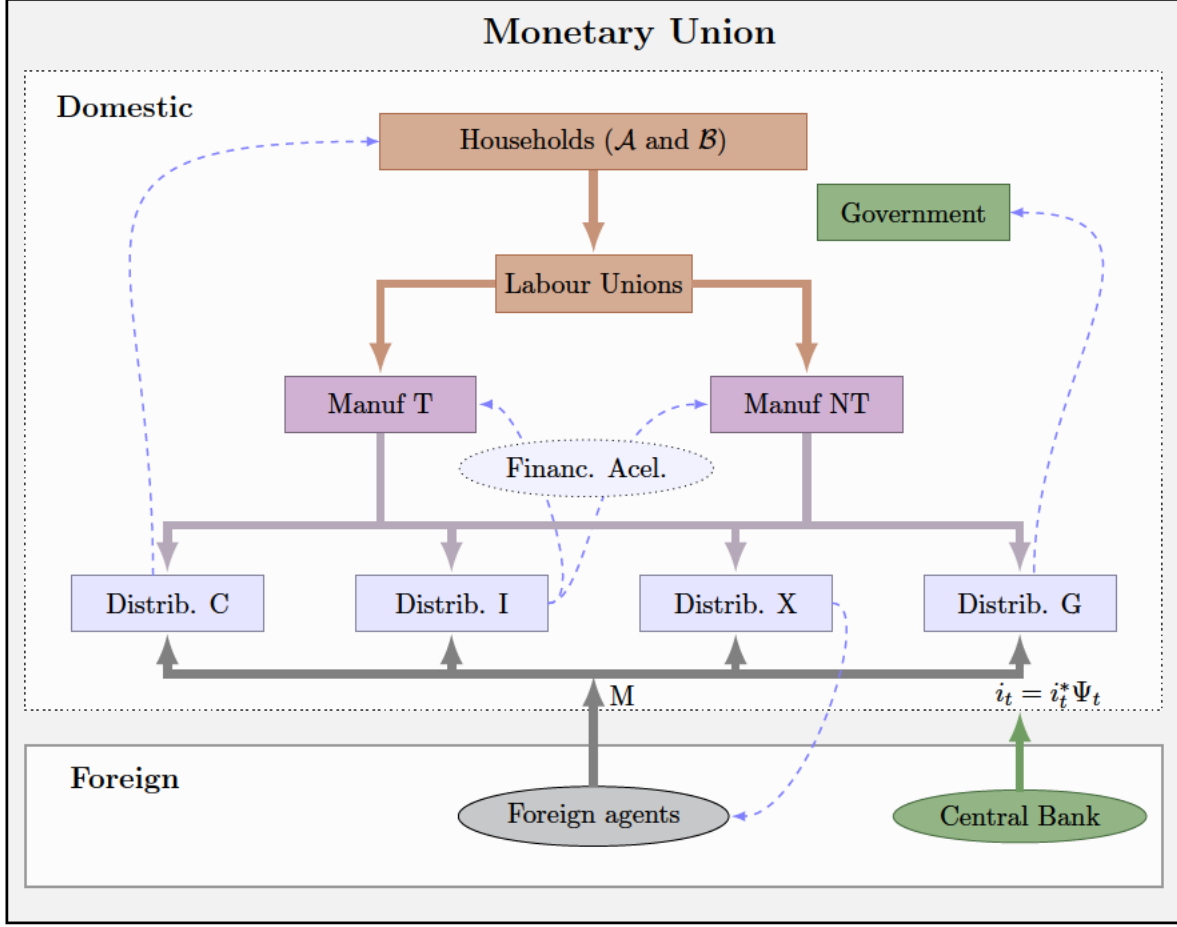 Monetary Union
Domestic
Households (𝒜 and ℬ)
Government
Labour Unions
Manuf T
Manuf NT
Financ. Acel.
Distrib. C
Distrib. I
Distrib. X
Distrib. G
M
i_t = i_t^* Ψ_t
Foreign
Foreign agents
Central Bank